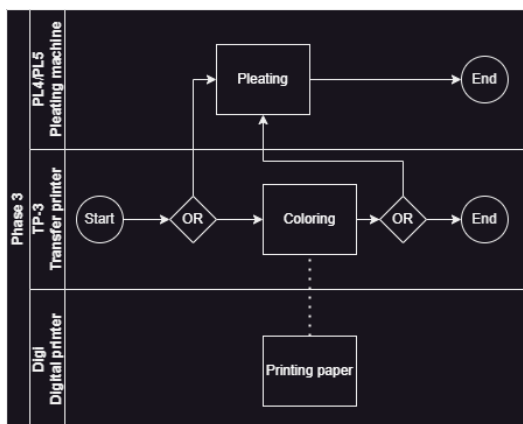 Phase 3
PL4/PL5
Pleating machine
Pleating
End
TP-3
Transfer printer
Start
OR
Coloring
OR
End
Digi
Digital printer
Printing paper